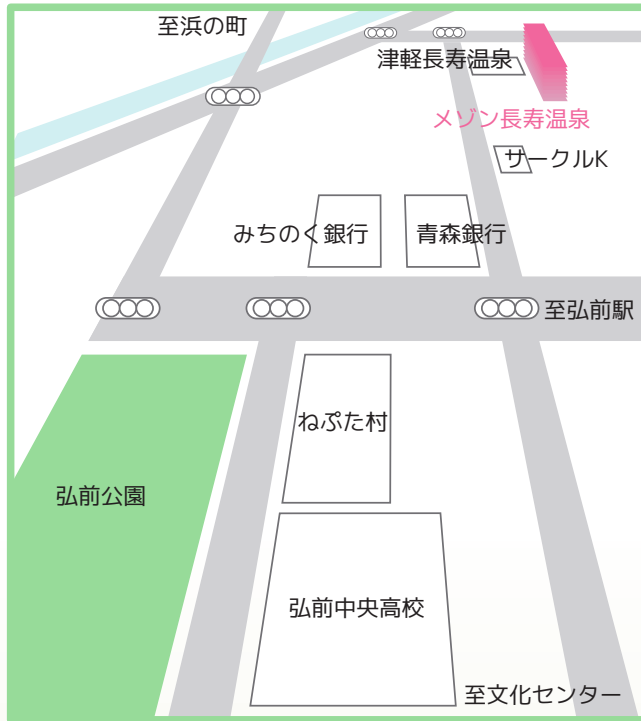 至浜の町
津軽長寿温泉
メゾン長寿温泉
サークルK
みちのく銀行
青森銀行
至弘前駅
ねぷた村
弘前公園
弘前中央高校
至文化センター